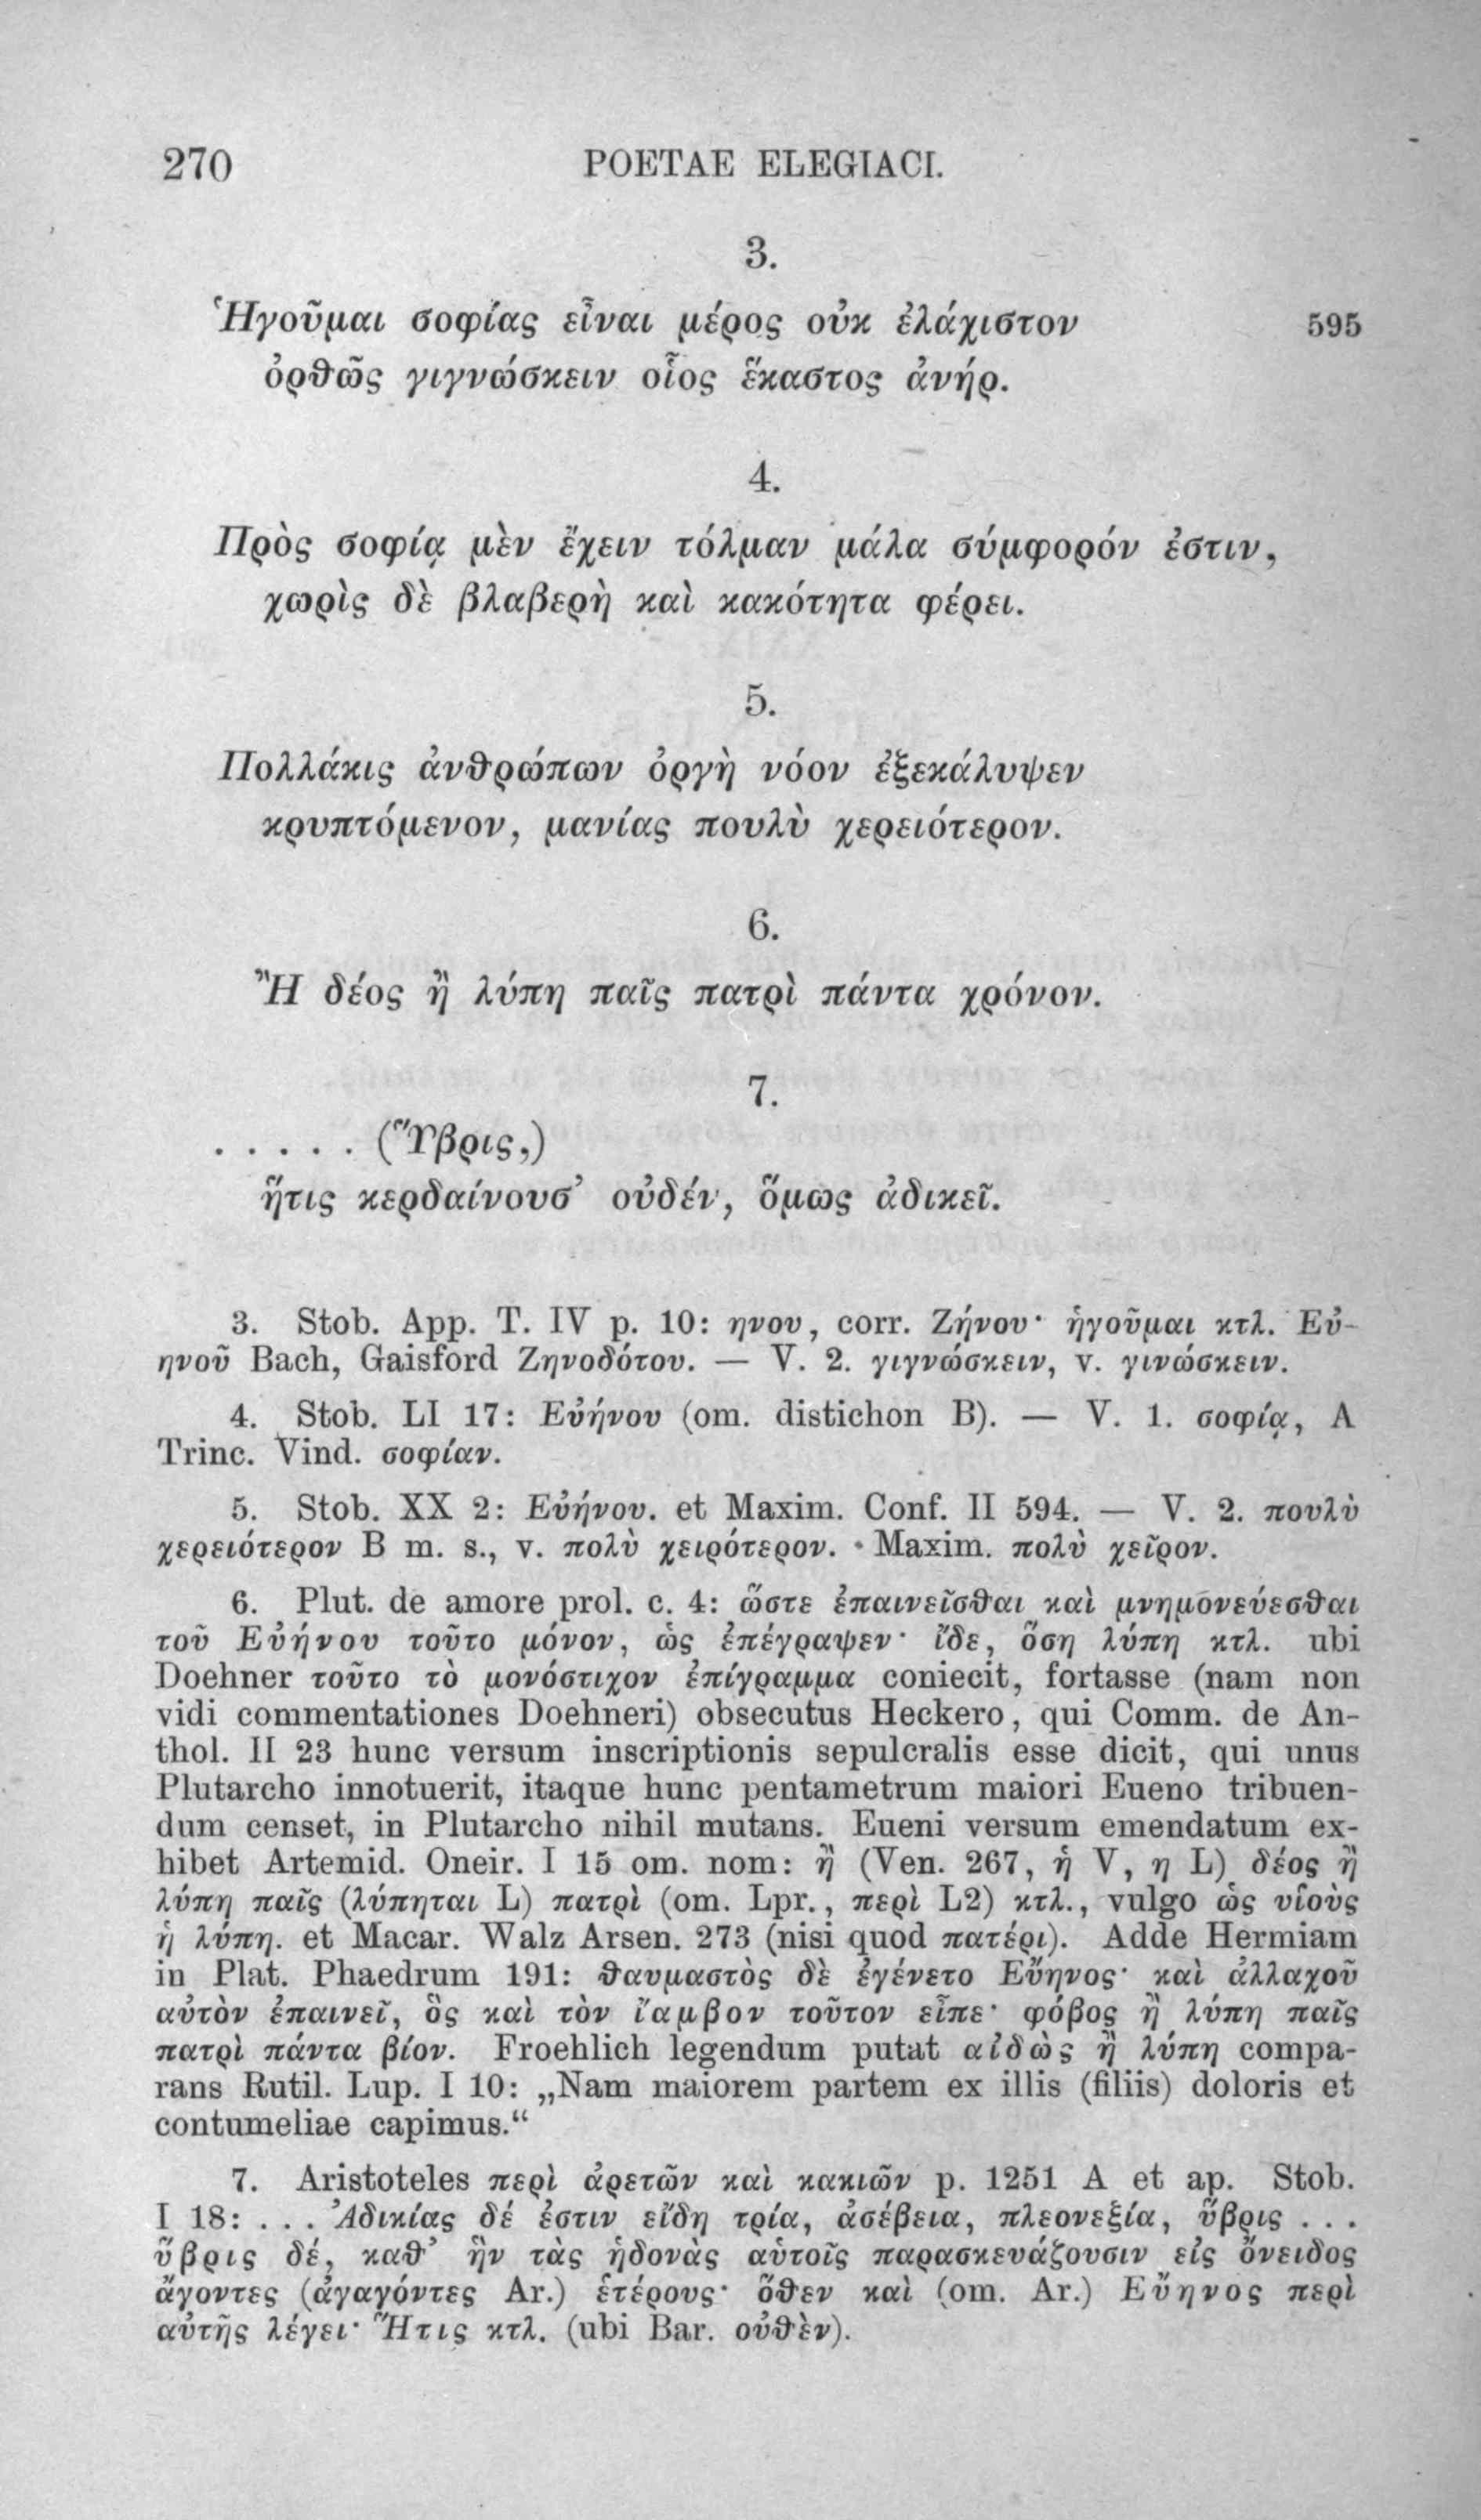 270
POETAE ELEGIACI.
3.
Ἡγοῦμαι σοφίας εἶναι μέρος οὐκ ἐλάχιστον
595
ὀρθῶς γιγνώσκειν οἷος ἕκαστος ἀνήρ.
4.
Πρὸς σοφίᾳ μὲν ἔχειν τόλμαν μάλα σύμφορόν ἐστιν,
χωρὶς δὲ βλαβερὴ καὶ κακότητα φέρει.
5.
Πολλάκις ἀνθρώπων ὀργὴ νόον ἐξεκάλυψεν
κρυπτόμενον, μανίας πουλὺ χερειότερον.
6.
Ἢ δέος ἢ λύπη παῖς πατρὶ πάντα χρόνον.
7.
. . . . . (Ὕβρις,)
ἥτις κερδαίνουσ’ οὐδέν, ὅμως ἀδικεῖ.
3. Stob. App. T. IV p. 10: ηνου, corr. Ζήνου· ἡγοῦμαι κτλ. Εὐ-
ηνοῦ Bach, Gaisford Ζηνοδότου. — V. 2. γιγνώσκειν, v. γινώσκειν.
4. Stob. LI 17: Εὐήνου (om. distichon B). — V. 1. σοφίᾳ, A
Trinc. Vind. σοφίαν.
5. Stob. XX 2: Εὐήνου. et Maxim. Conf. II 594. — V. 2. πουλὺ
χερειότερον B m. s., v. πολὺ χειρότερον. Maxim. πολὺ χεῖρον.
6. Plut. de amore prol. c. 4: ὥστε ἐπαινεῖσθαι καὶ μνημονεύεσθαι
τοῦ Εὐήνου τοῦτο μόνον, ὡς ἐπέγραψεν· ἴδε, ὅση λύπη κτλ. ubi
Doehner τοῦτο τὸ μονόστιχον ἐπίγραμμα coniecit, fortasse (nam non
vidi commentationes Doehneri) obsecutus Heckero, qui Comm. de An-
thol. II 23 hunc versum inscriptionis sepulcralis esse dicit, qui unus
Plutarcho innotuerit, itaque hunc pentametrum maiori Eueno tribuen-
dum censet, in Plutarcho nihil mutans. Eueni versum emendatum ex-
hibet Artemid. Oneir. I 15 om. nom: ἢ (Ven. 267, ἡ V, η L) δέος ἢ
λύπη παῖς (λύπηται L) πατρὶ (om. Lpr., περὶ L2) κτλ., vulgo ὡς υἱοὺς
ἡ λύπη. et Macar. Walz Arsen. 273 (nisi quod πατέρι). Adde Hermiam
in Plat. Phaedrum 191: θαυμαστὸς δὲ ἐγένετο Εὔηνος· καὶ ἀλλαχοῦ
αὐτὸν ἐπαινεῖ, ὃς καὶ τὸν ἴαμβον τοῦτον εἶπε· φόβος ἢ λύπη παῖς
πατρὶ πάντα βίον. Froehlich legendum putat αἰδὼς ἢ λύπη compa-
rans Rutil. Lup. I 10: „Nam maiorem partem ex illis (filiis) doloris et
contumeliae capimus.“
7. Aristoteles περὶ ἀρετῶν καὶ κακιῶν p. 1251 A et ap. Stob.
I 18: . . . Ἀδικίας δέ ἐστιν εἴδη τρία, ἀσέβεια, πλεονεξία, ὕβρις . . .
ὕβρις δέ, καθ’ ἣν τὰς ἡδονὰς αὑτοῖς παρασκευάζουσιν εἰς ὄνειδος
ἄγοντες (ἀγαγόντες Ar.) ἑτέρους· ὅθεν καὶ (om. Ar.) Εὔηνος περὶ
αὐτῆς λέγει· Ἥτις κτλ. (ubi Bar. οὐθὲν).